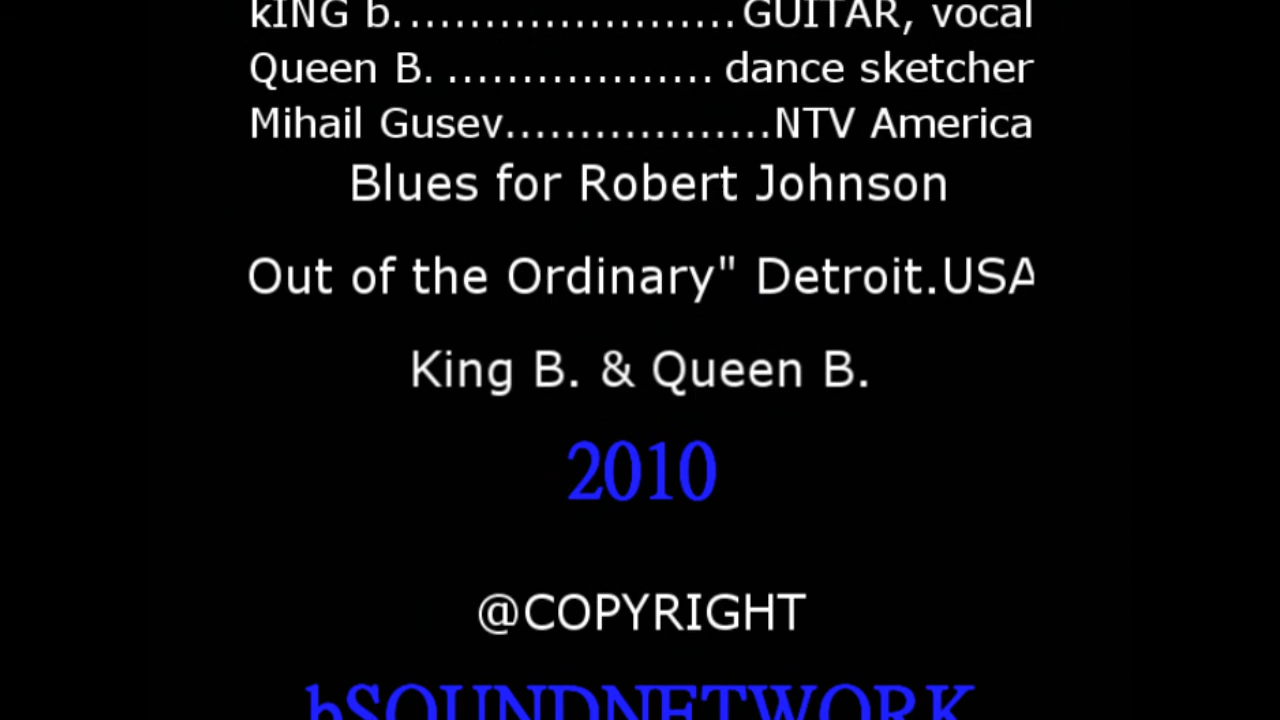 kING b.......................GUITAR, vocal
Queen B. .................. dance sketcher
Mihail Gusev..................NTV America
Blues for Robert Johnson
Out of the Ordinary" Detroit.USA
King B. & Queen B.
2010
@COPYRIGHT
bSOUNDNETWORK